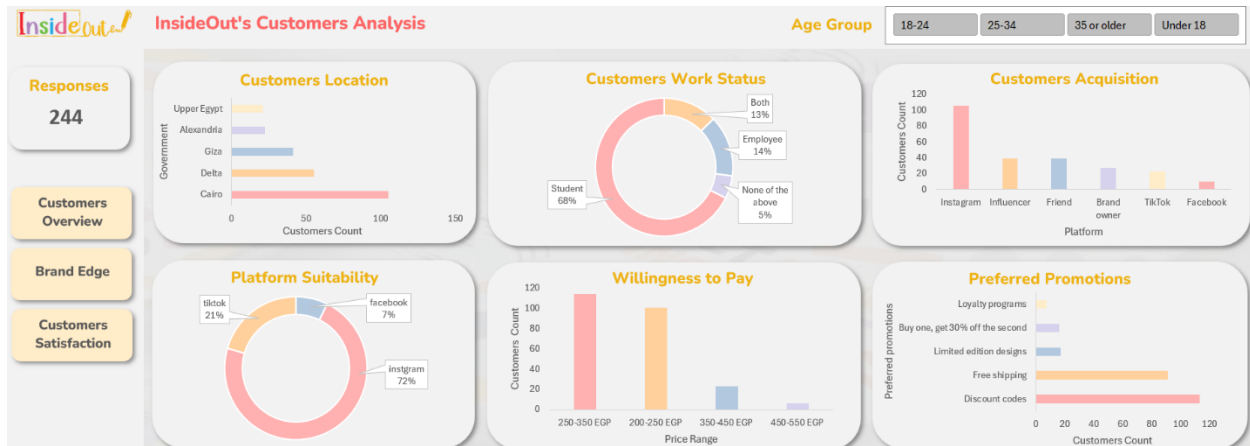 InsideOut
InsideOut's Customers Analysis
Age Group
18-24
25-34
35 or older
Under 18
Responses
244
Customers
Overview
Brand Edge
Customers
Satisfaction
Customers Location
Government
Upper Egypt
Alexandria
Giza
Delta
Cairo
0 50 100 150
Customers Count
Customers Work Status
Both
13%
Employee
14%
None of the
above
5%
Student
68%
Customers Acquisition
Customers Count
120
100
80
60
40
20
0
Instagram Influencer Friend Brand owner TikTok Facebook
Platform
Platform Suitability
tiktok
21%
facebook
7%
instgram
72%
Willingness to Pay
Customers Count
120
100
80
60
40
20
0
250-350 EGP 200-250 EGP 350-450 EGP 450-550 EGP
Price Range
Preferred Promotions
Preferred promotions
Loyalty programs
Buy one, get 30% off the second
Limited edition designs
Free shipping
Discount codes
0 20 40 60 80 100 120
Customers Count